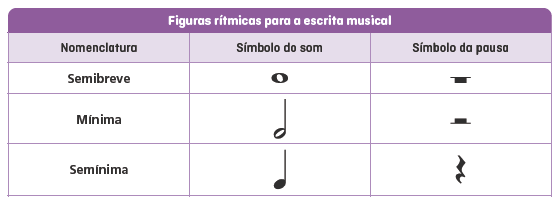 Figuras rítmicas para a escrita musical
Nomenclatura Símbolo do som Símbolo da pausa
Semibreve
Mínima
Semínima